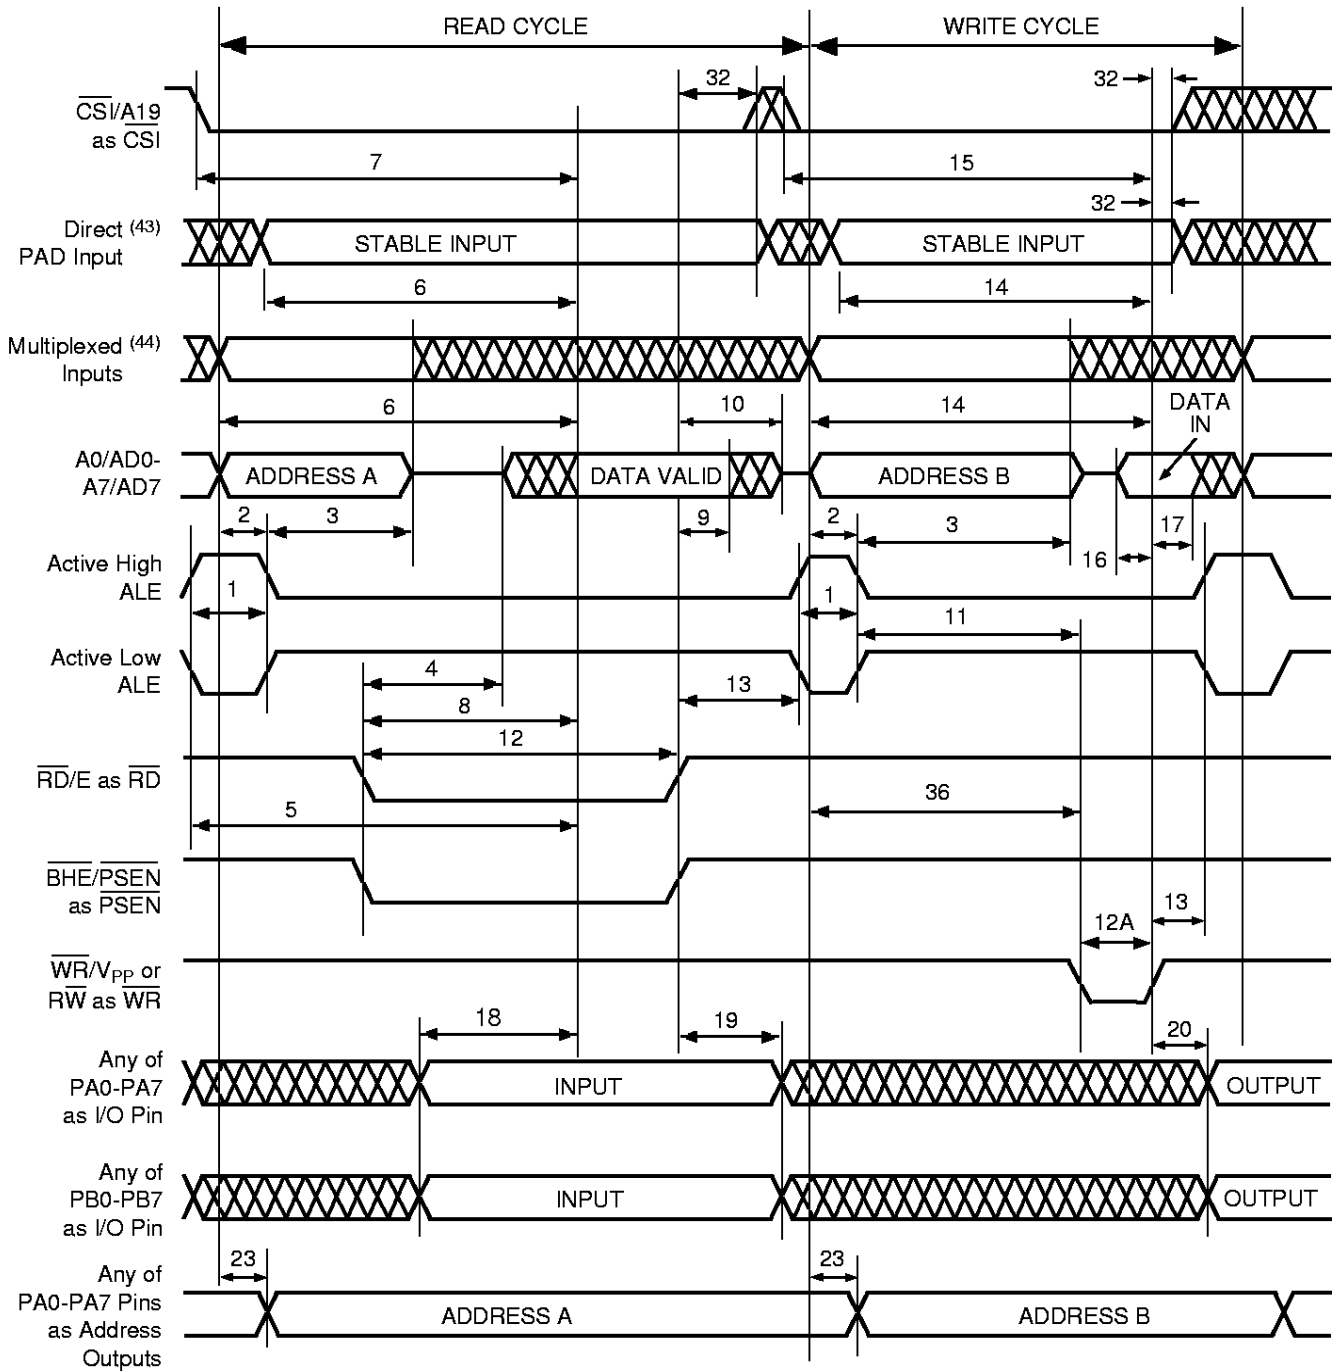 READ CYCLE
WRITE CYCLE
32
32
CSI/A19
as CSI
7
15
32
Direct (43)
PAD Input
STABLE INPUT
STABLE INPUT
6
14
Multiplexed (44)
Inputs
6
10
14
DATA
IN
A0/AD0-
A7/AD7
ADDRESS A
DATA VALID
ADDRESS B
2
3
9
2
3
17
16
Active High
ALE
1
1
11
Active Low
ALE
4
13
8
12
RD/E as RD
5
36
BHE/PSEN
as PSEN
12A
13
WR/VPP or
RW as WR
18
19
20
Any of
PA0-PA7
as I/O Pin
INPUT
OUTPUT
Any of
PB0-PB7
as I/O Pin
INPUT
OUTPUT
23
23
Any of
PA0-PA7 Pins
as Address
Outputs
ADDRESS A
ADDRESS B